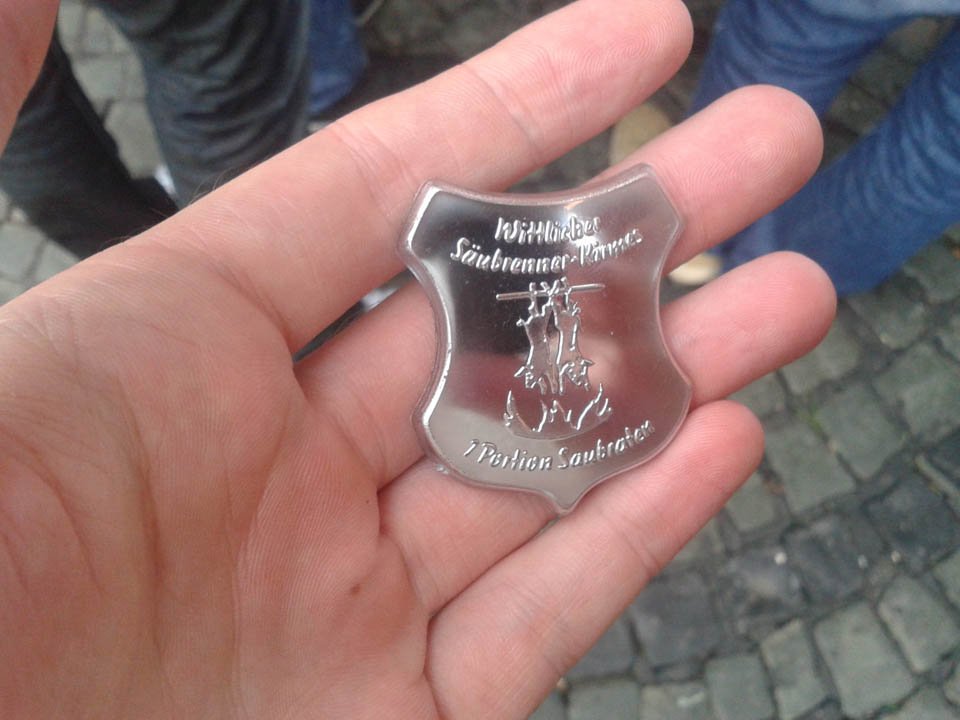 Wittlicher
Säubrenner-Kirmes
1 Portion Saubraten